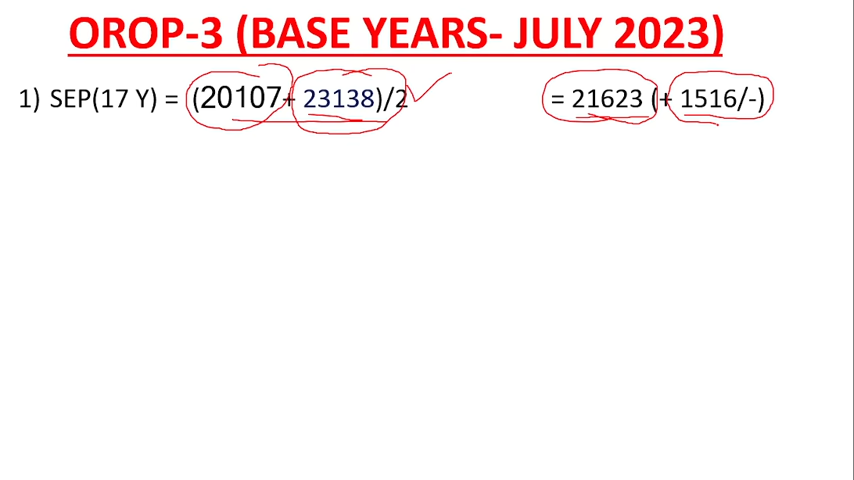 OROP-3 (BASE YEARS- JULY 2023)
1) SEP(17 Y) = (20107+ 23138)/2 = 21623 (+ 1516/-)